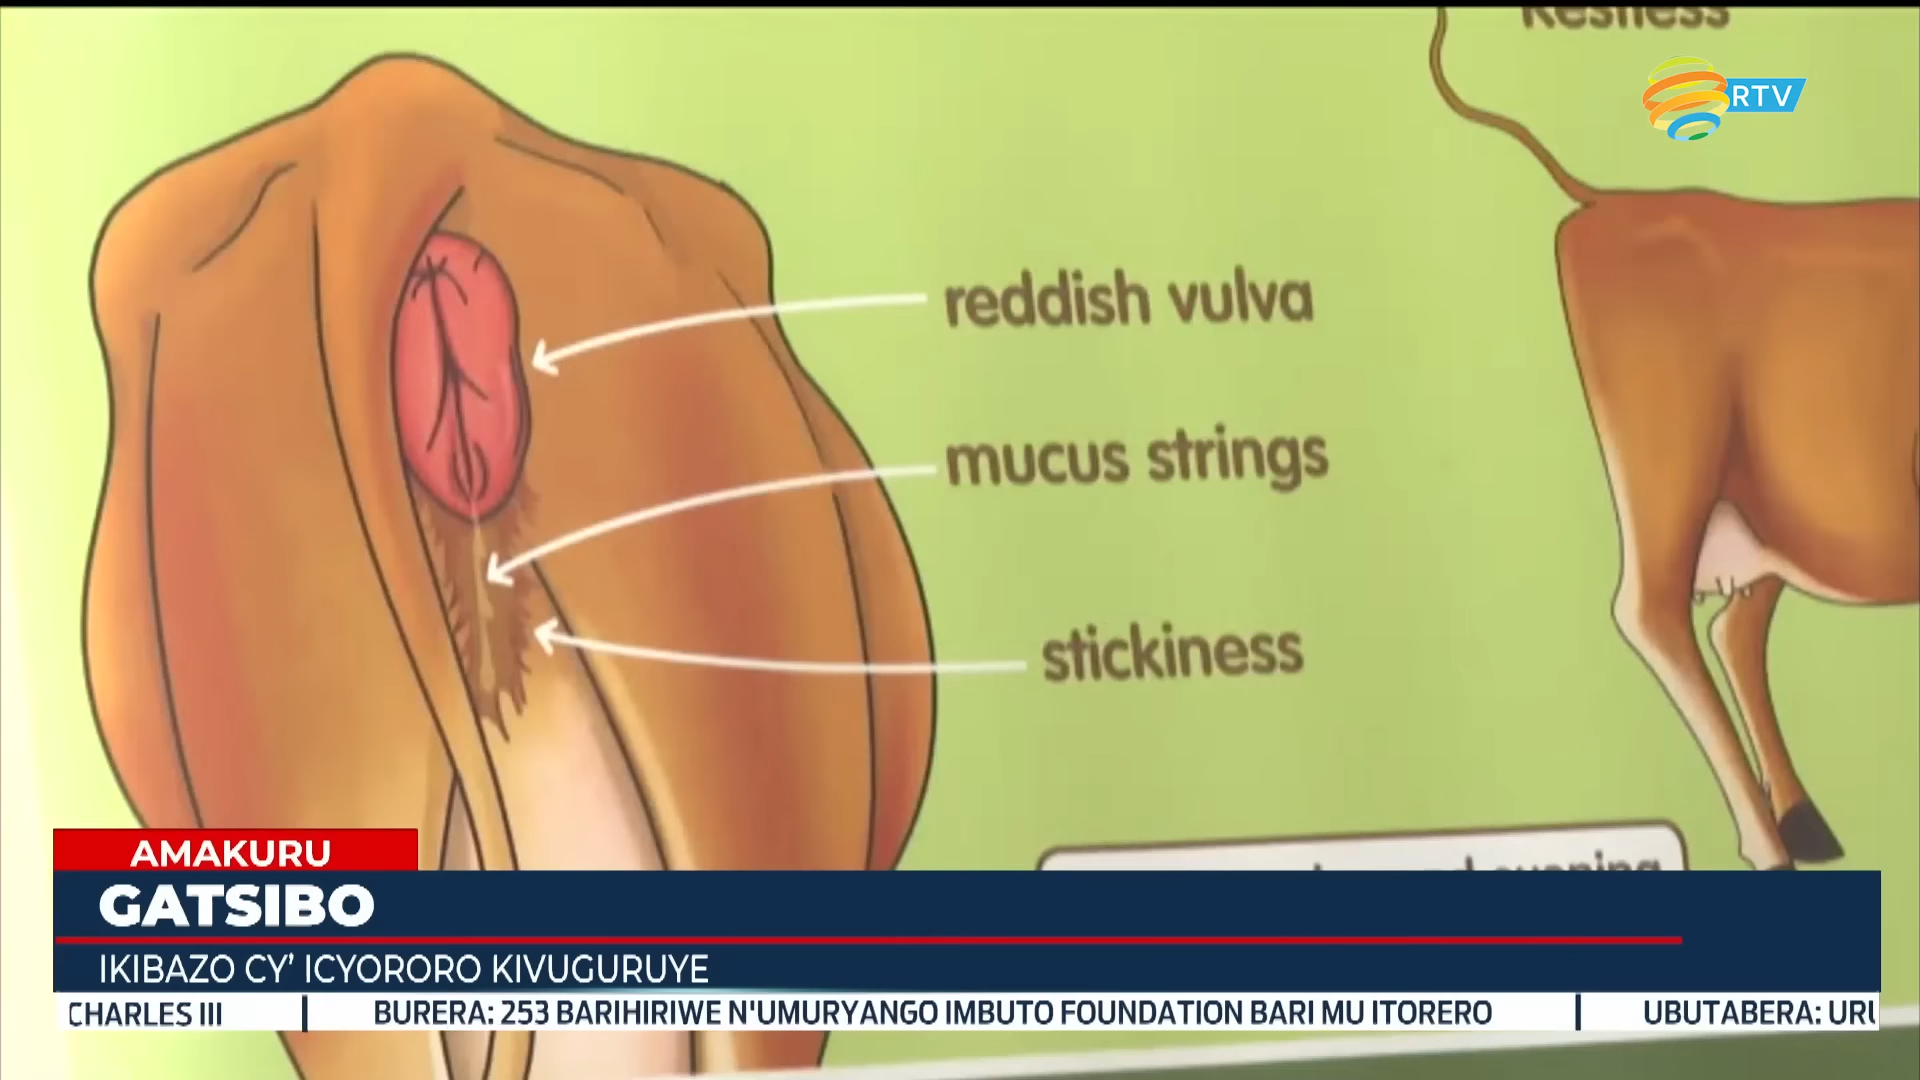 RTV
reddish vulva
mucus strings
stickiness
AMAKURU
GATSIBO
IKIBAZO CY' ICYORORO KIVUGURUYE
CHARLES III | BURERA: 253 BARIHIRIWE N'UMURYANGO IMBUTO FOUNDATION BARI MU ITORERO | UBUTABERA: